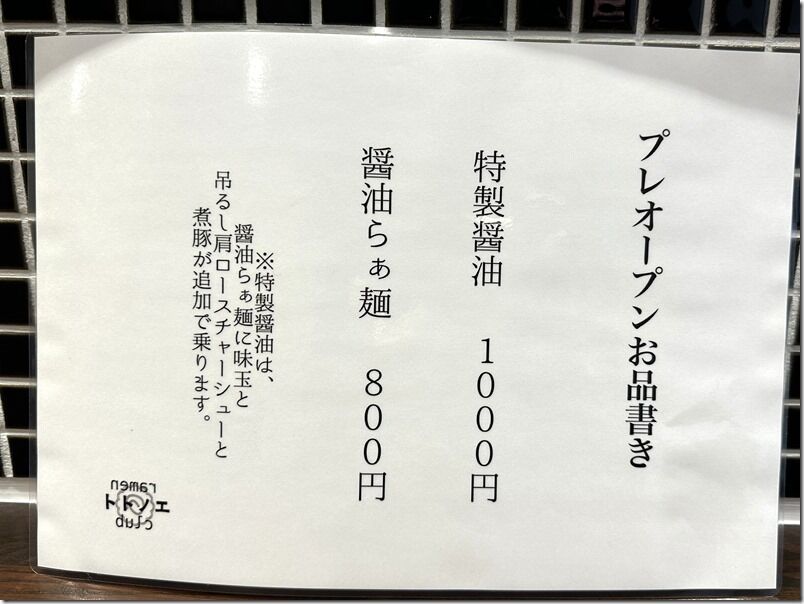 プレオープンお品書き
特製醤油 1000円
醤油らぁ麺 800円
※特製醤油は、
醤油らぁ麺に味玉と
吊るし肩ロースチャーシューと
煮豚が追加で乗ります。
ramen
club